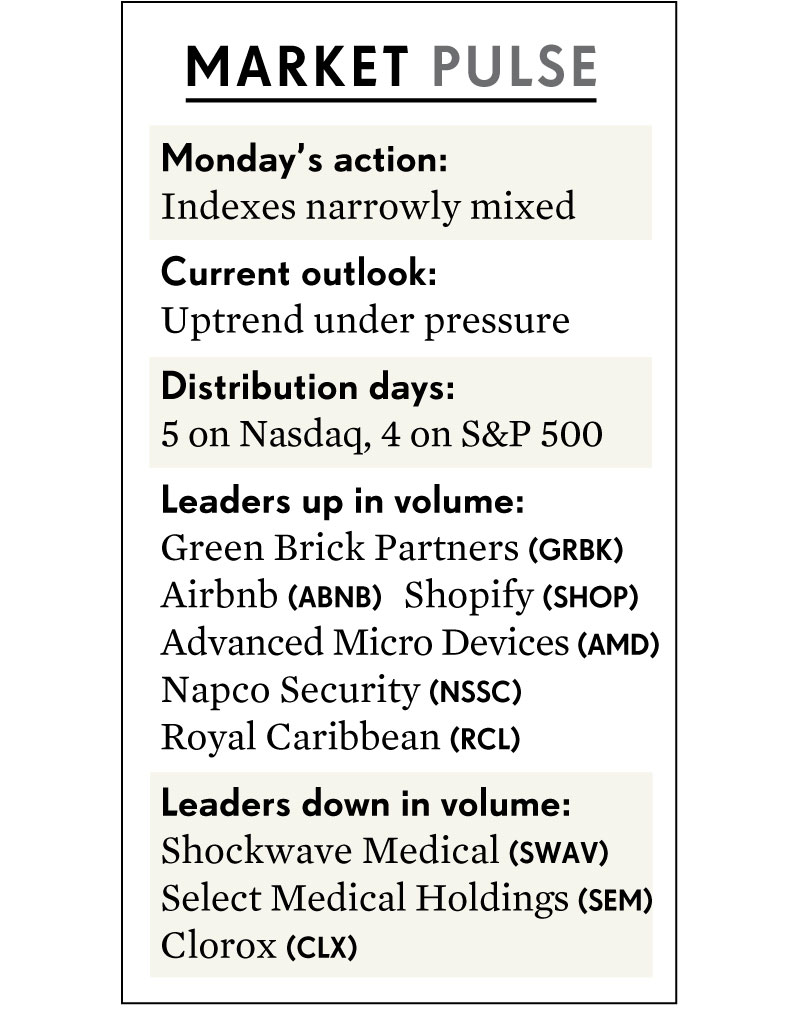 MARKET PULSE
Monday's action:
Indexes narrowly mixed
Current outlook:
Uptrend under pressure
Distribution days:
5 on Nasdaq, 4 on S&P 500
Leaders up in volume:
Green Brick Partners (GRBK)
Airbnb (ABNB) Shopify (SHOP)
Advanced Micro Devices (AMD)
Napco Security (NSSC)
Royal Caribbean (RCL)
Leaders down in volume:
Shockwave Medical (SWAV)
Select Medical Holdings (SEM)
Clorox (CLX)